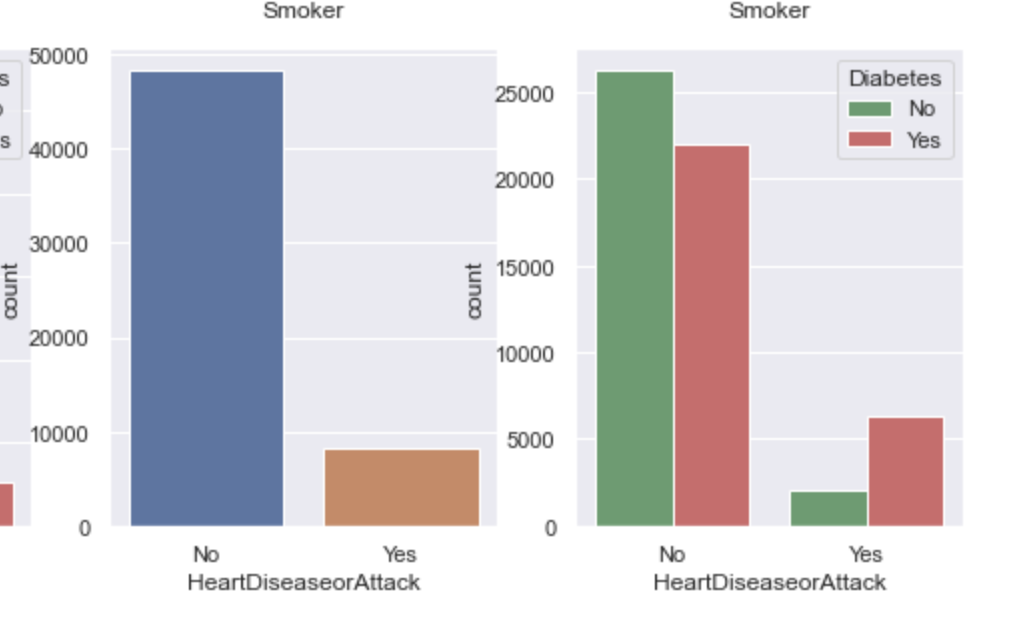 Smoker
Smoker
s
o
s
50000
40000
30000
20000
10000
0
count
count
No
Yes
HeartDiseaseorAttack
25000
20000
15000
10000
5000
0
count
Diabetes
No
Yes
No
Yes
HeartDiseaseorAttack